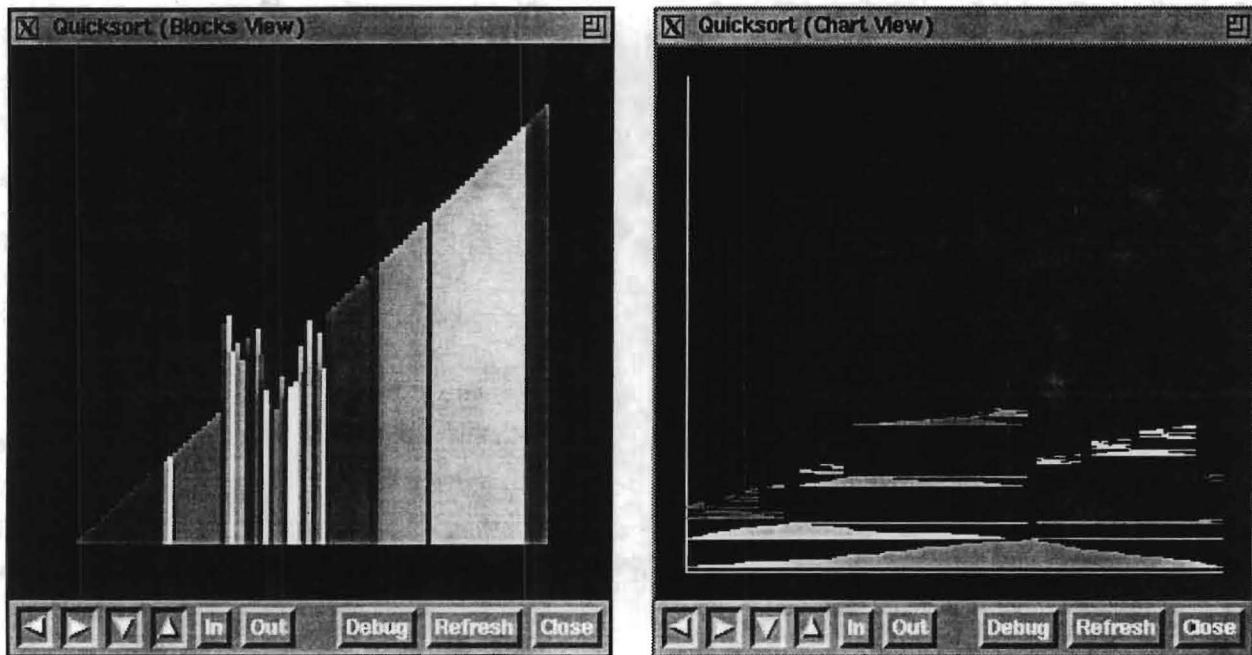 Quicksort (Blocks View)
Quicksort (Chart View)
In Out Debug Refresh Close
In Out Debug Refresh Close